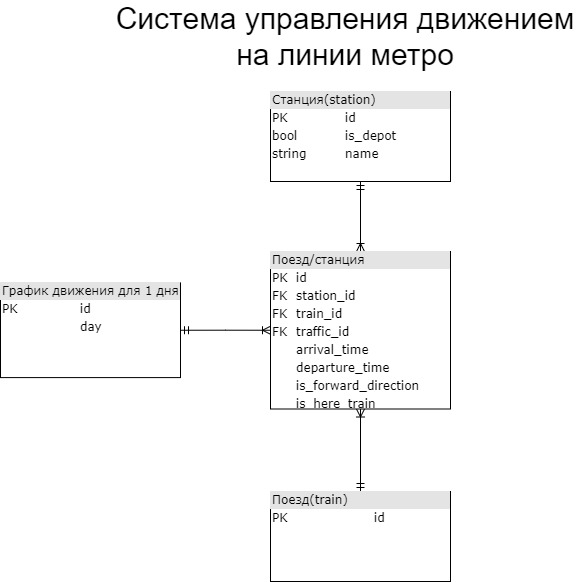 Система управления движением
на линии метро
Станция(station)
PK id
bool is_depot
string name
Поезд/станция
PK id
FK station_id
FK train_id
FK traffic_id
arrival_time
departure_time
is_forward_direction
is_here_train
График движения для 1 дня
PK id
day
Поезд(train)
PK id